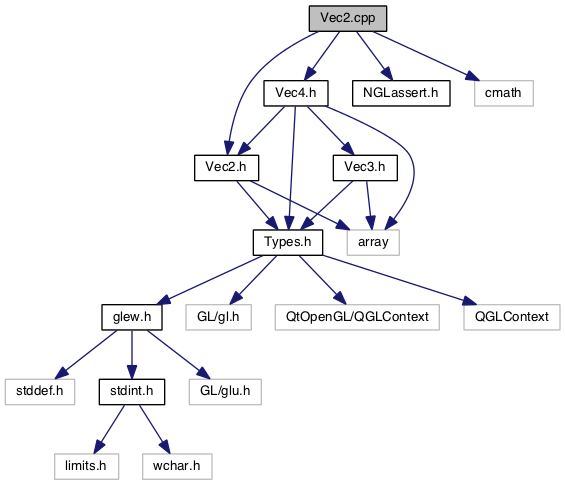 Vec2.cpp
Vec4.h
NGLassert.h
cmath
Vec2.h
Vec3.h
Types.h
array
glew.h
GL/gl.h
QtOpenGL/QGLContext
QGLContext
stddef.h
stdint.h
GL/glu.h
limits.h
wchar.h